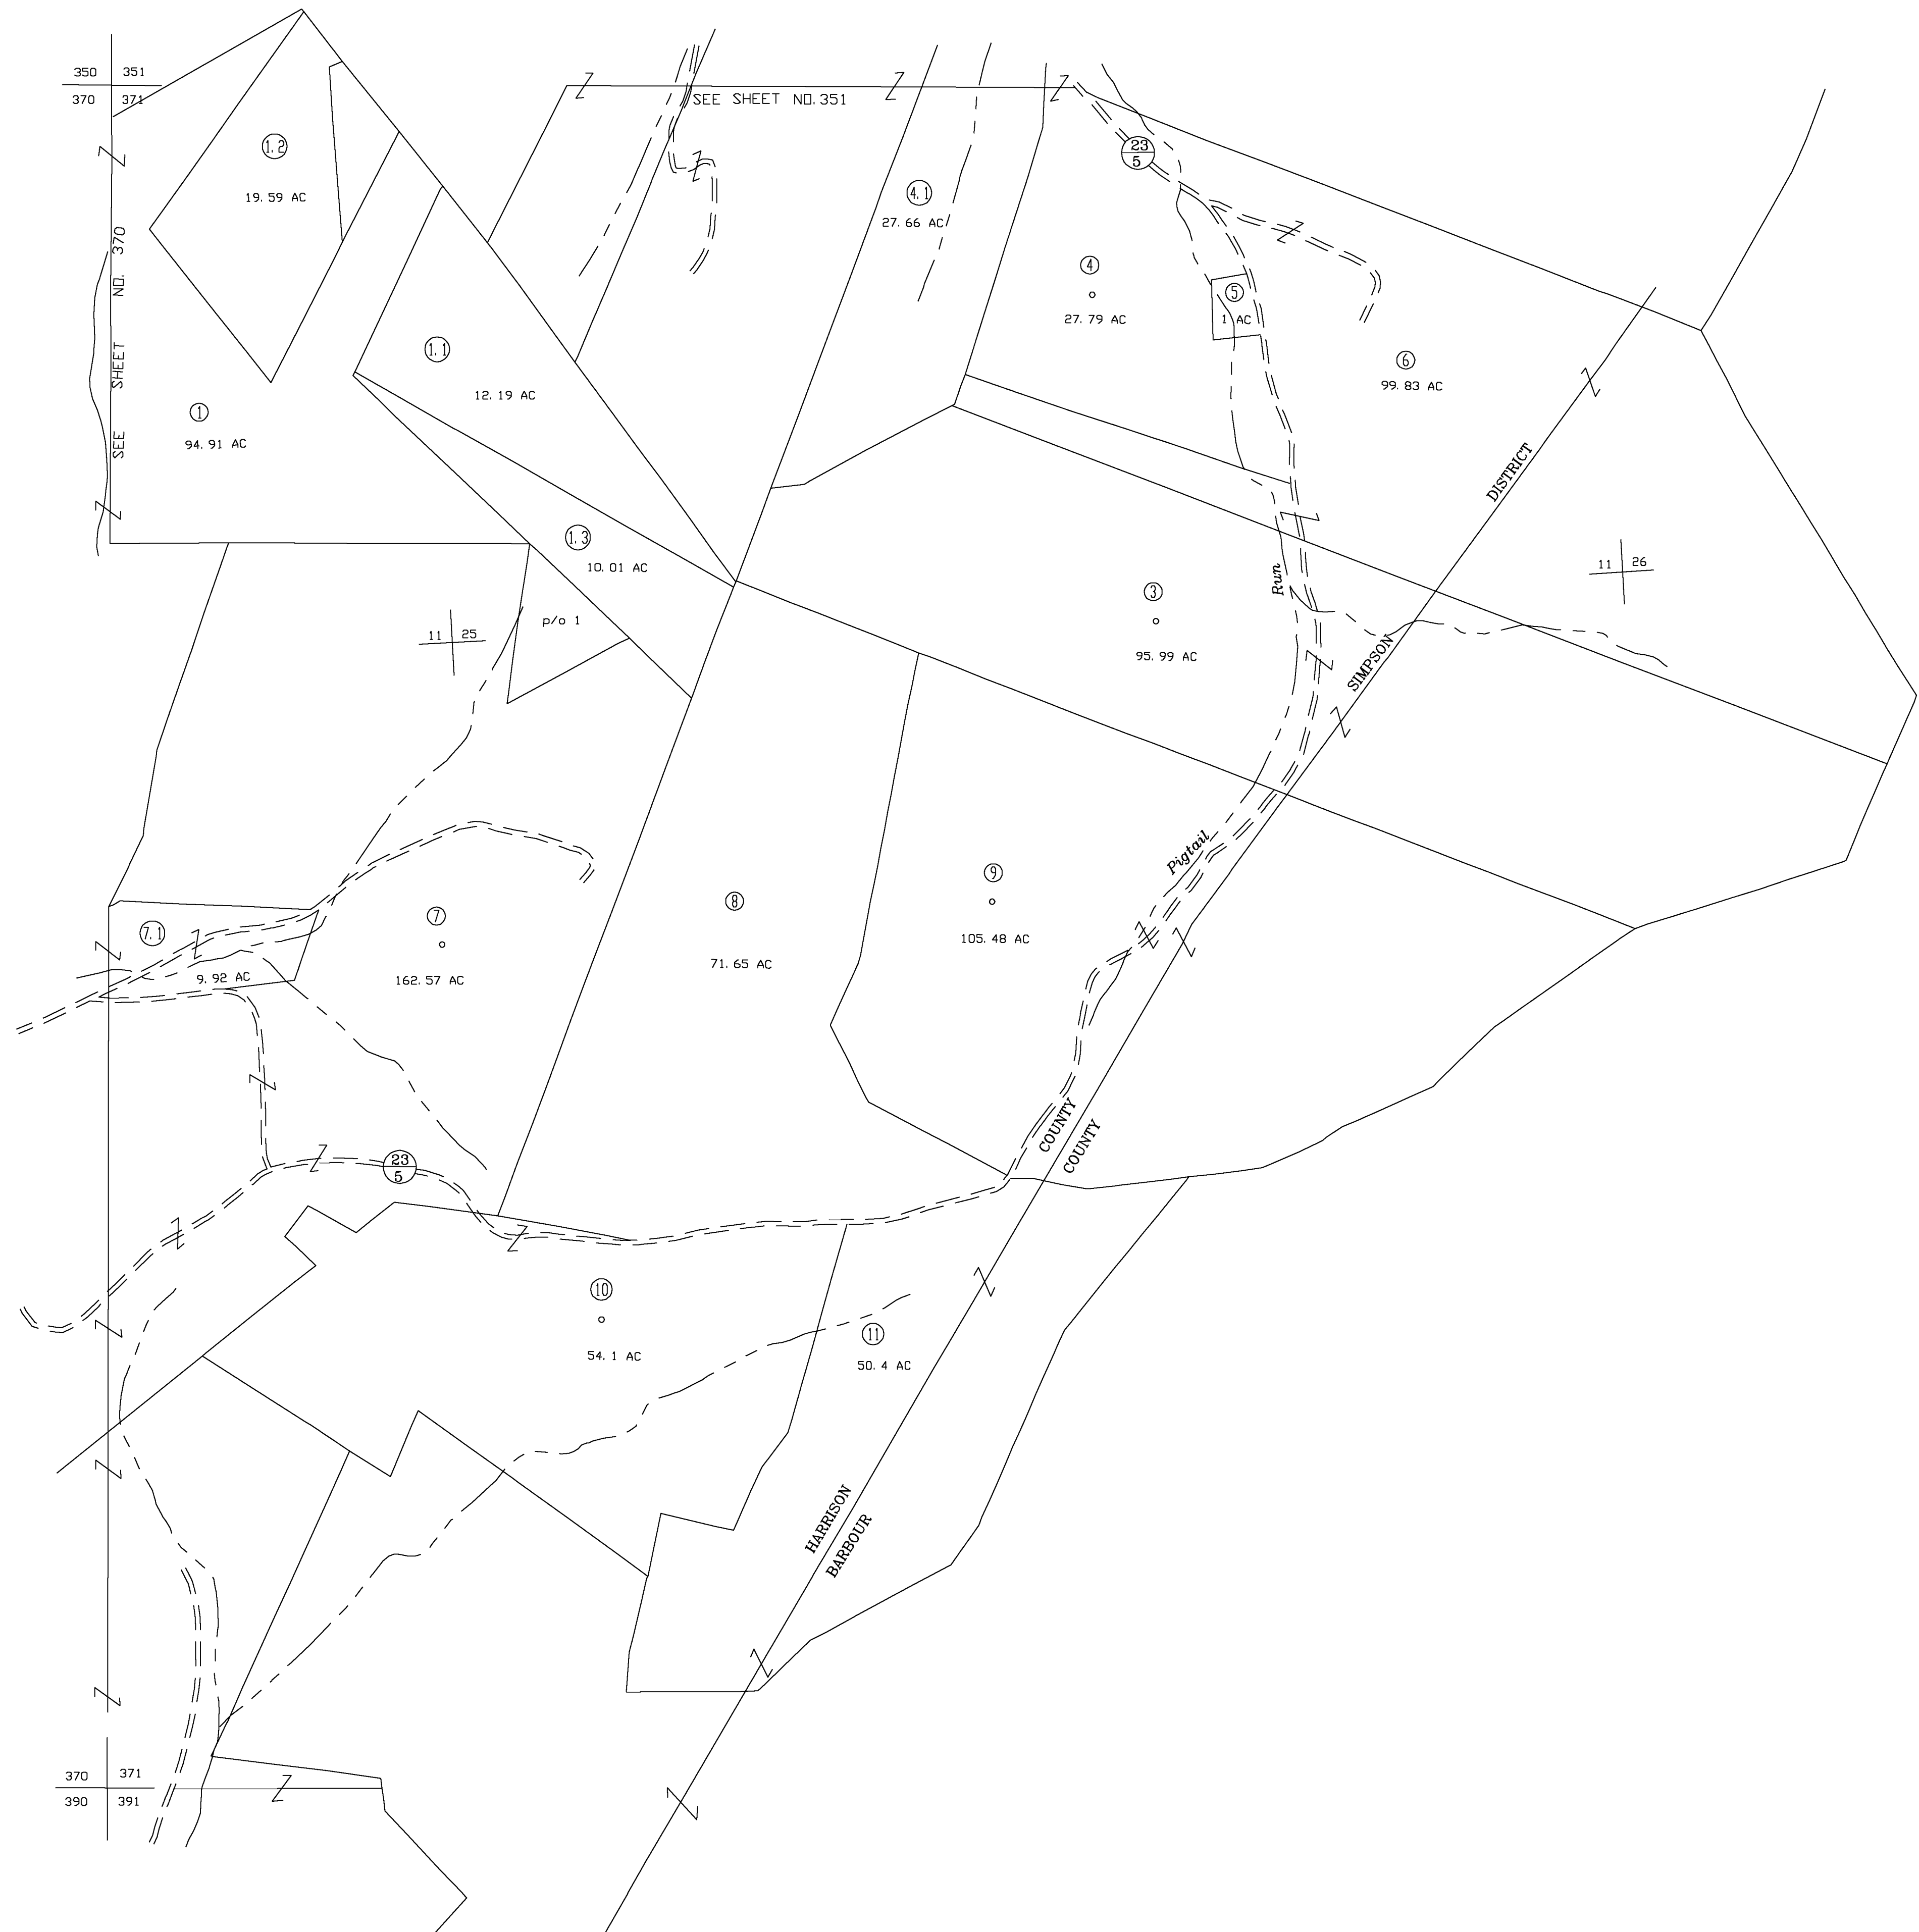 350 351
370 371
SEE SHEET NO. 351
SEE SHEET NO. 370
1.2
19.59 AC
23
5
4.1
27.66 AC
4
27.79 AC
5
1 AC
6
99.83 AC
1.1
12.19 AC
1
94.91 AC
DISTRICT
SIMPSON
1.3
10.01 AC
p/o 1
11 25
11 26
3
95.99 AC
Run
Pigtail
7.1
9.92 AC
7
162.57 AC
8
71.65 AC
9
105.48 AC
COUNTY
COUNTY
23
5
10
54.1 AC
11
50.4 AC
HARRISON
BARBOUR
370 371
390 391